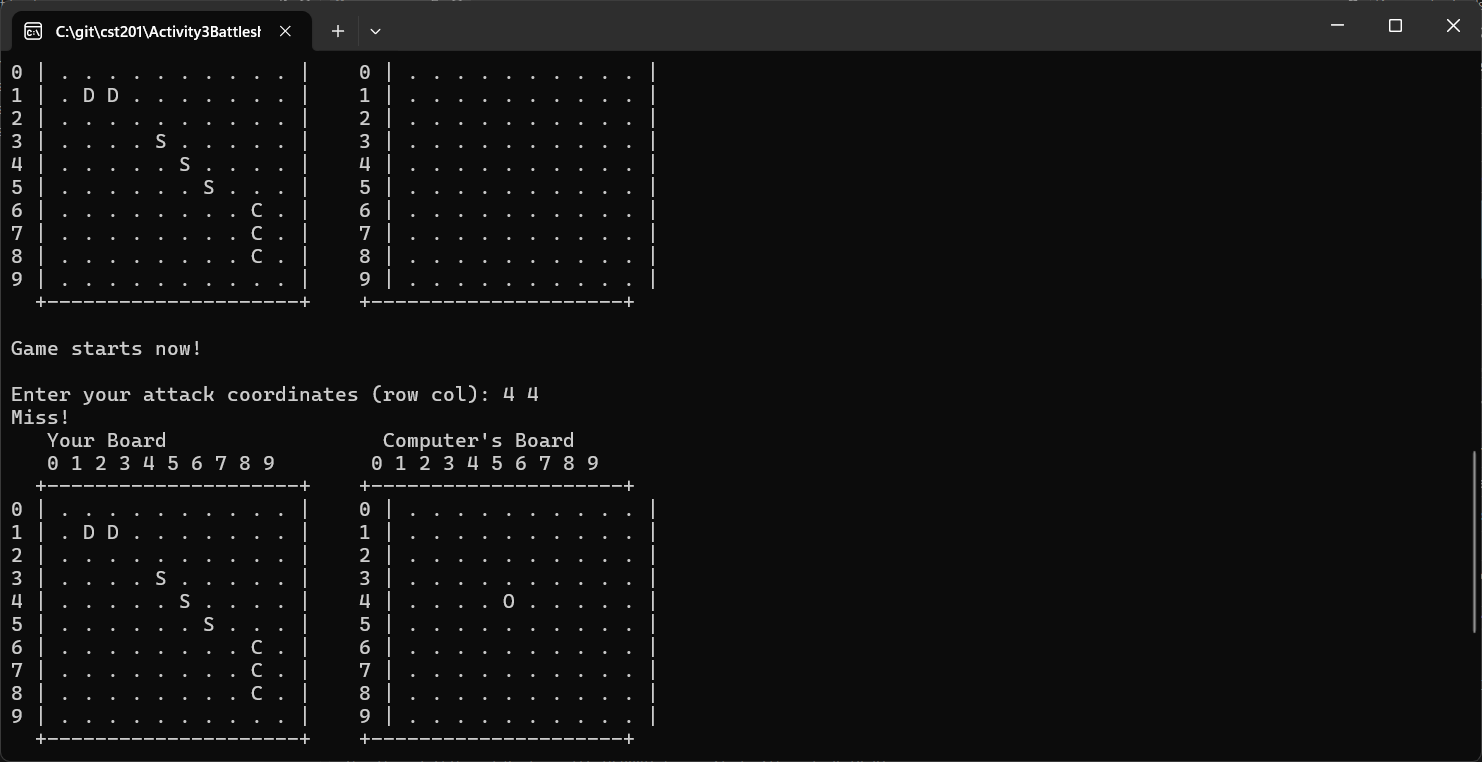 C:\git\cst201\Activity3Battlesh
0 | . . . . . . . . . . |    0 | . . . . . . . . . . |
1 | . D D . . . . . . . |    1 | . . . . . . . . . . |
2 | . . . . . . . . . . |    2 | . . . . . . . . . . |
3 | . . . . S . . . . . |    3 | . . . . . . . . . . |
4 | . . . . . S . . . . |    4 | . . . . . . . . . . |
5 | . . . . . . S . . . |    5 | . . . . . . . . . . |
6 | . . . . . . . . C . |    6 | . . . . . . . . . . |
7 | . . . . . . . . C . |    7 | . . . . . . . . . . |
8 | . . . . . . . . C . |    8 | . . . . . . . . . . |
9 | . . . . . . . . . . |    9 | . . . . . . . . . . |
  +---------------------+    +---------------------+
Game starts now!
Enter your attack coordinates (row col): 4 4
Miss!
   Your Board                  Computer's Board
   0 1 2 3 4 5 6 7 8 9        0 1 2 3 4 5 6 7 8 9
  +---------------------+    +---------------------+
0 | . . . . . . . . . . |    0 | . . . . . . . . . . |
1 | . D D . . . . . . . |    1 | . . . . . . . . . . |
2 | . . . . . . . . . . |    2 | . . . . . . . . . . |
3 | . . . . S . . . . . |    3 | . . . . . . . . . . |
4 | . . . . . S . . . . |    4 | . . . . O . . . . . |
5 | . . . . . . S . . . |    5 | . . . . . . . . . . |
6 | . . . . . . . . C . |    6 | . . . . . . . . . . |
7 | . . . . . . . . C . |    7 | . . . . . . . . . . |
8 | . . . . . . . . C . |    8 | . . . . . . . . . . |
9 | . . . . . . . . . . |    9 | . . . . . . . . . . |
  +---------------------+    +---------------------+